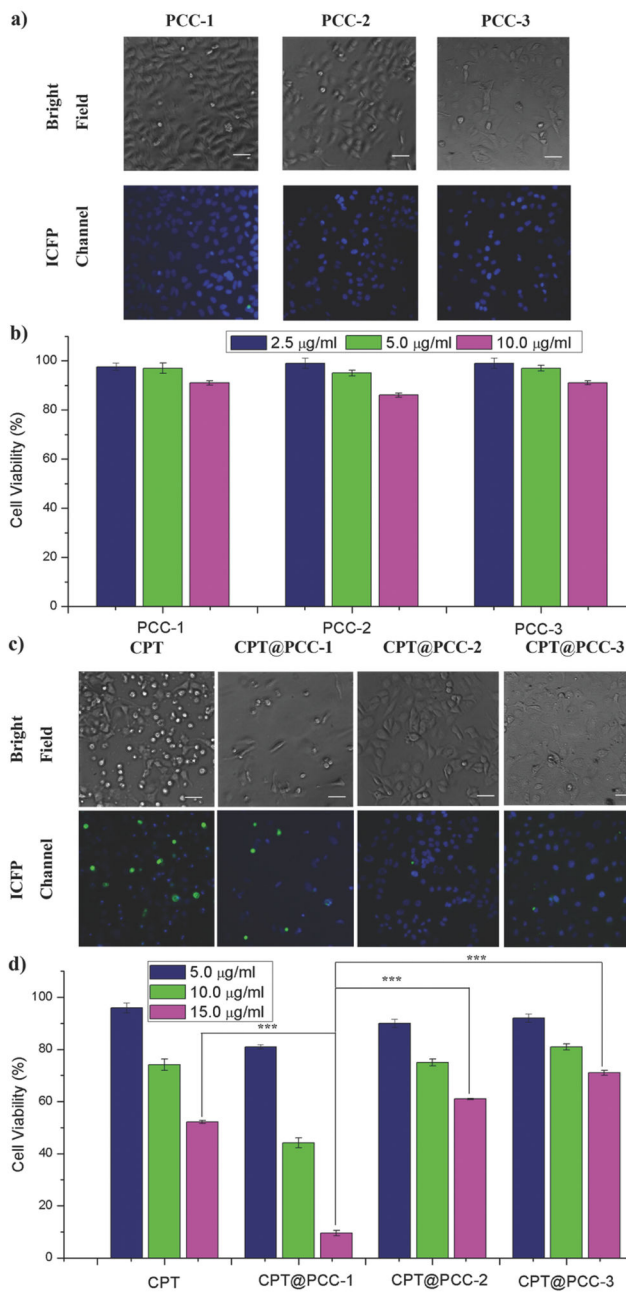 a)
PCC-1 PCC-2 PCC-3
Bright Field
ICFP Channel
b)
2.5 μg/ml 5.0 μg/ml 10.0 μg/ml
Cell Viability (%)
100
80
60
40
20
0
PCC-1 PCC-2 PCC-3
c)
CPT CPT@PCC-1 CPT@PCC-2 CPT@PCC-3
Bright Field
ICFP Channel
d)
5.0 μg/ml
10.0 μg/ml
15.0 μg/ml
***
***
***
Cell Viability (%)
100
80
60
40
20
0
CPT CPT@PCC-1 CPT@PCC-2 CPT@PCC-3